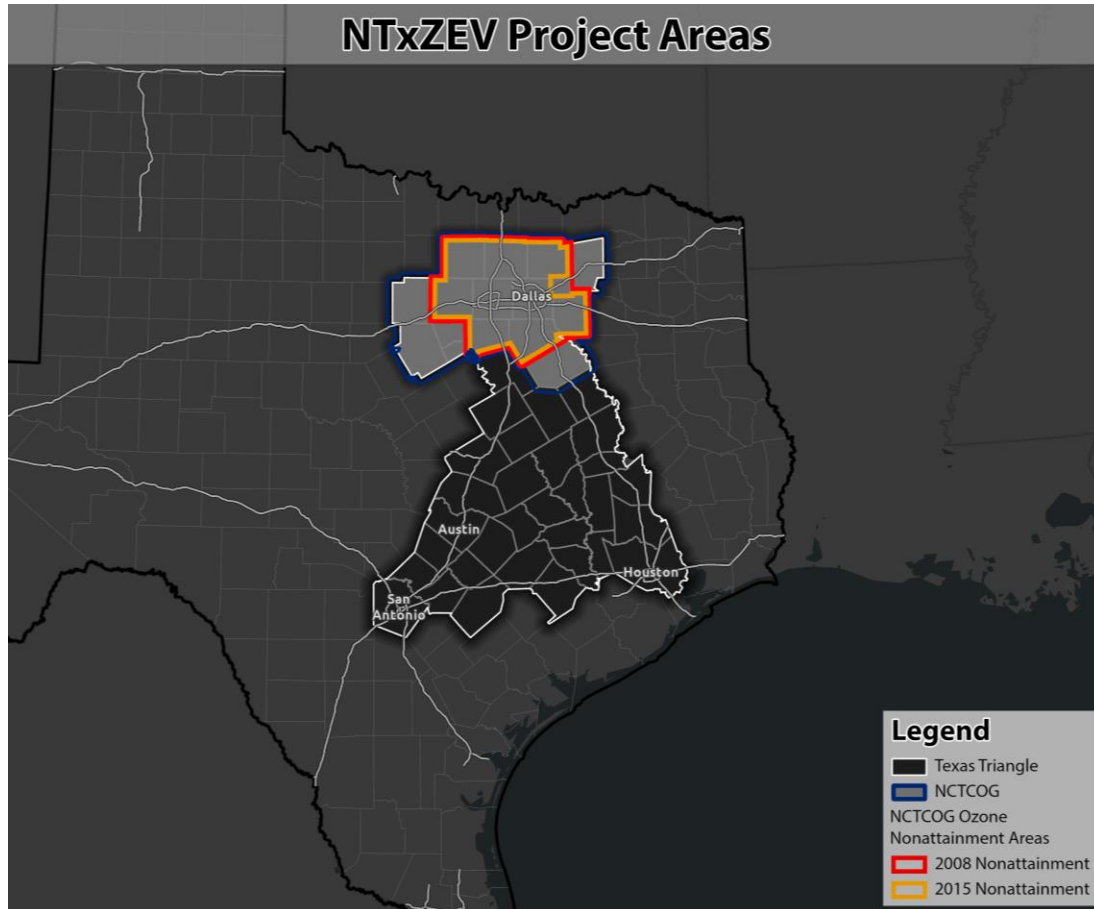 NTxZEV Project Areas
Dallas
Austin
Houston
San
Antonio
Legend
Texas Triangle
NCTCOG
NCTCOG Ozone
Nonattainment Areas
2008 Nonattainment
2015 Nonattainment